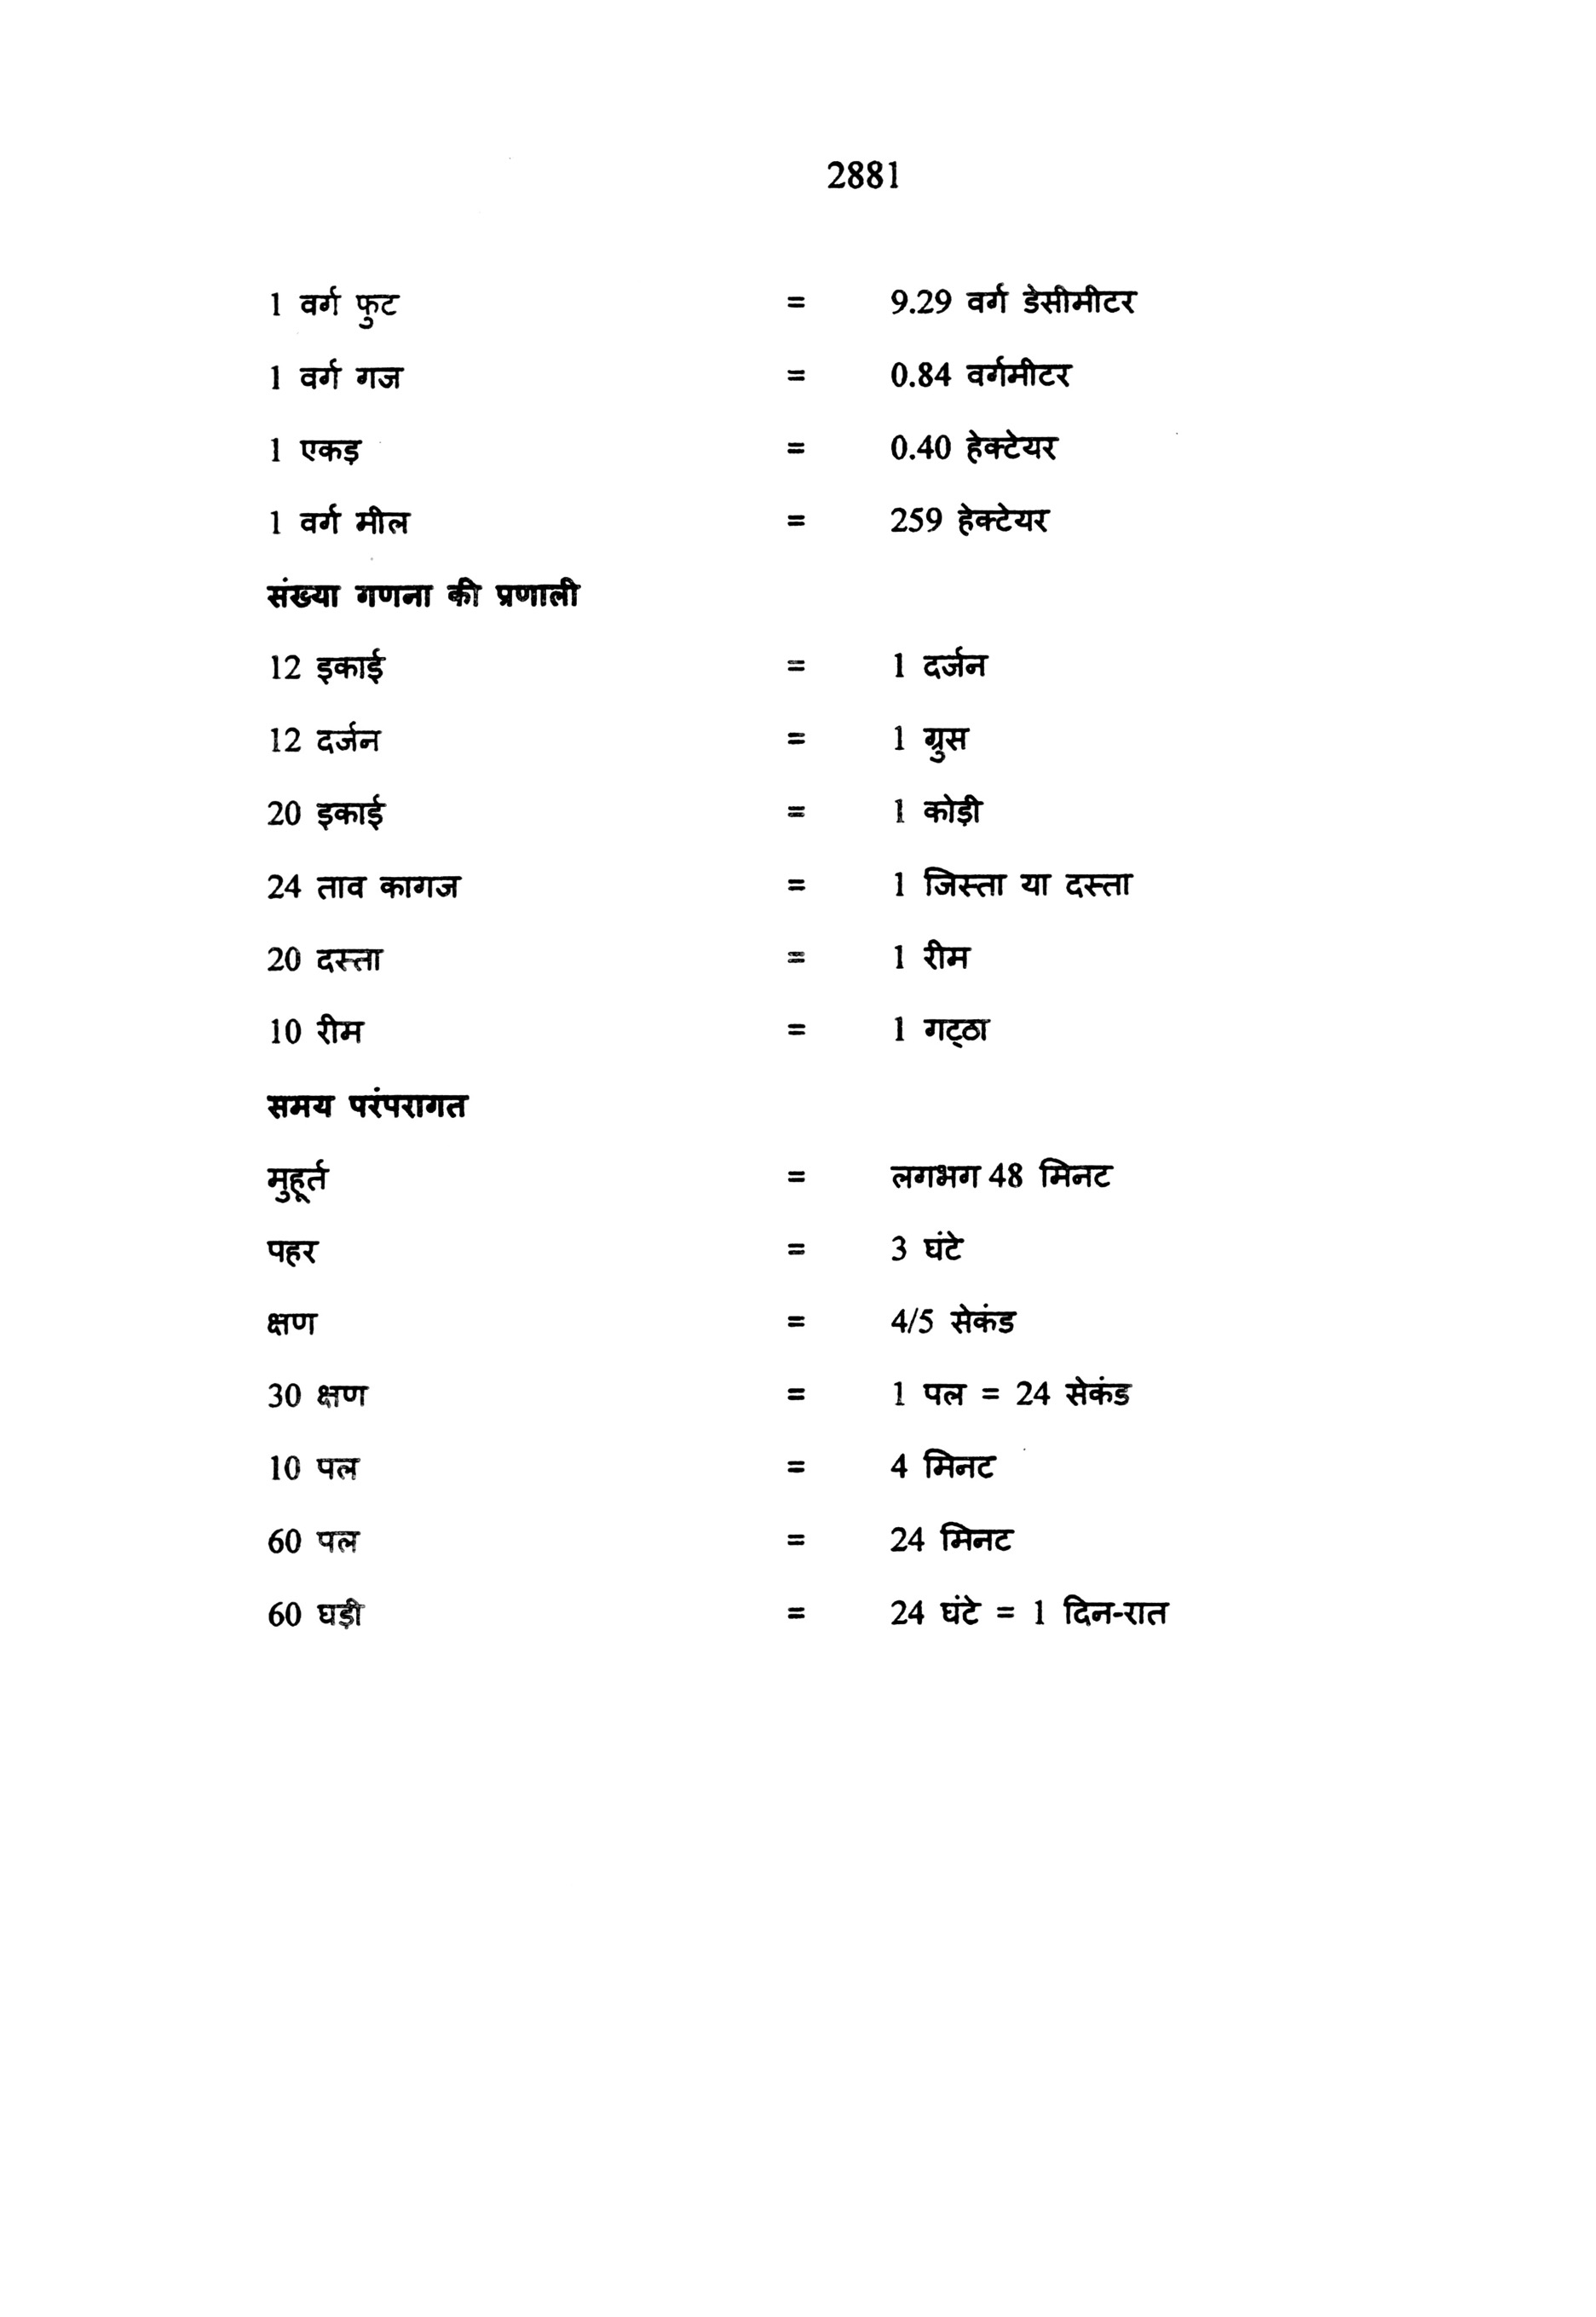 2881
1 वर्ग फुट = 9.29 वर्ग डेसीमीटर
1 वर्ग गज = 0.84 वर्गमीटर
1 एकड़ = 0.40 हेक्टेयर
1 वर्ग मील = 259 हेक्टेयर
संख्या गणना की प्रणाली
12 इकाई = 1 दर्जन
12 दर्जन = 1 ग्रुस
20 इकाई = 1 कोड़ी
24 ताव कागज = 1 जिस्ता या दस्ता
20 दस्ता = 1 रीम
10 रीम = 1 गट्ठा
समय परंपरागत
मुहूर्त = लगभग 48 मिनट
पहर = 3 घंटे
क्षण = 4/5 सेकंड
30 क्षण = 1 पल = 24 सेकंड
10 पल = 4 मिनट
60 पल = 24 मिनट
60 घड़ी = 24 घंटे = 1 दिन-रात